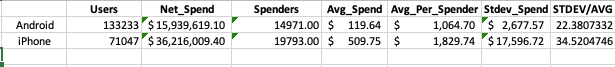 Users Net_Spend Spenders Avg_Spend Avg_Per_Spender Stdev_Spend STDEV/AVG
Android 133233 $ 15,939,619.10 14971.00 $ 119.64 $ 1,064.70 $ 2,677.57 22.3807332
iPhone 71047 $ 36,216,009.40 19793.00 $ 509.75 $ 1,829.74 $ 17,596.72 34.5204746